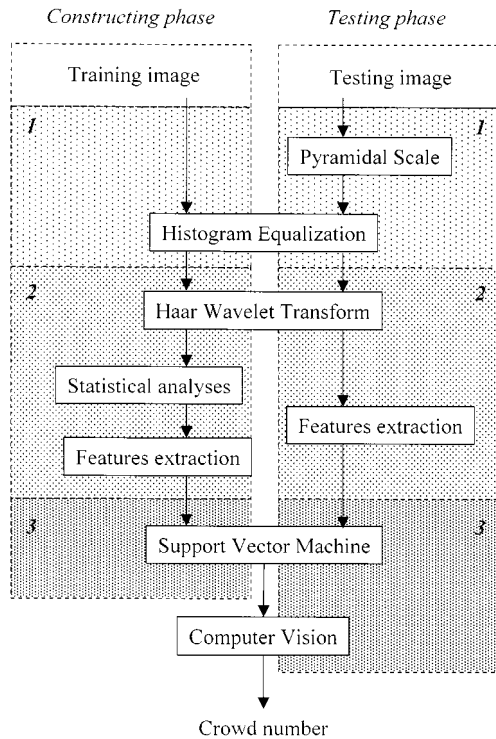 Constructing phase
Testing phase
Training image
Testing image
1
1
Pyramidal Scale
Histogram Equalization
2
2
Haar Wavelet Transform
Statistical analyses
Features extraction
Features extraction
3
3
Support Vector Machine
Computer Vision
Crowd number